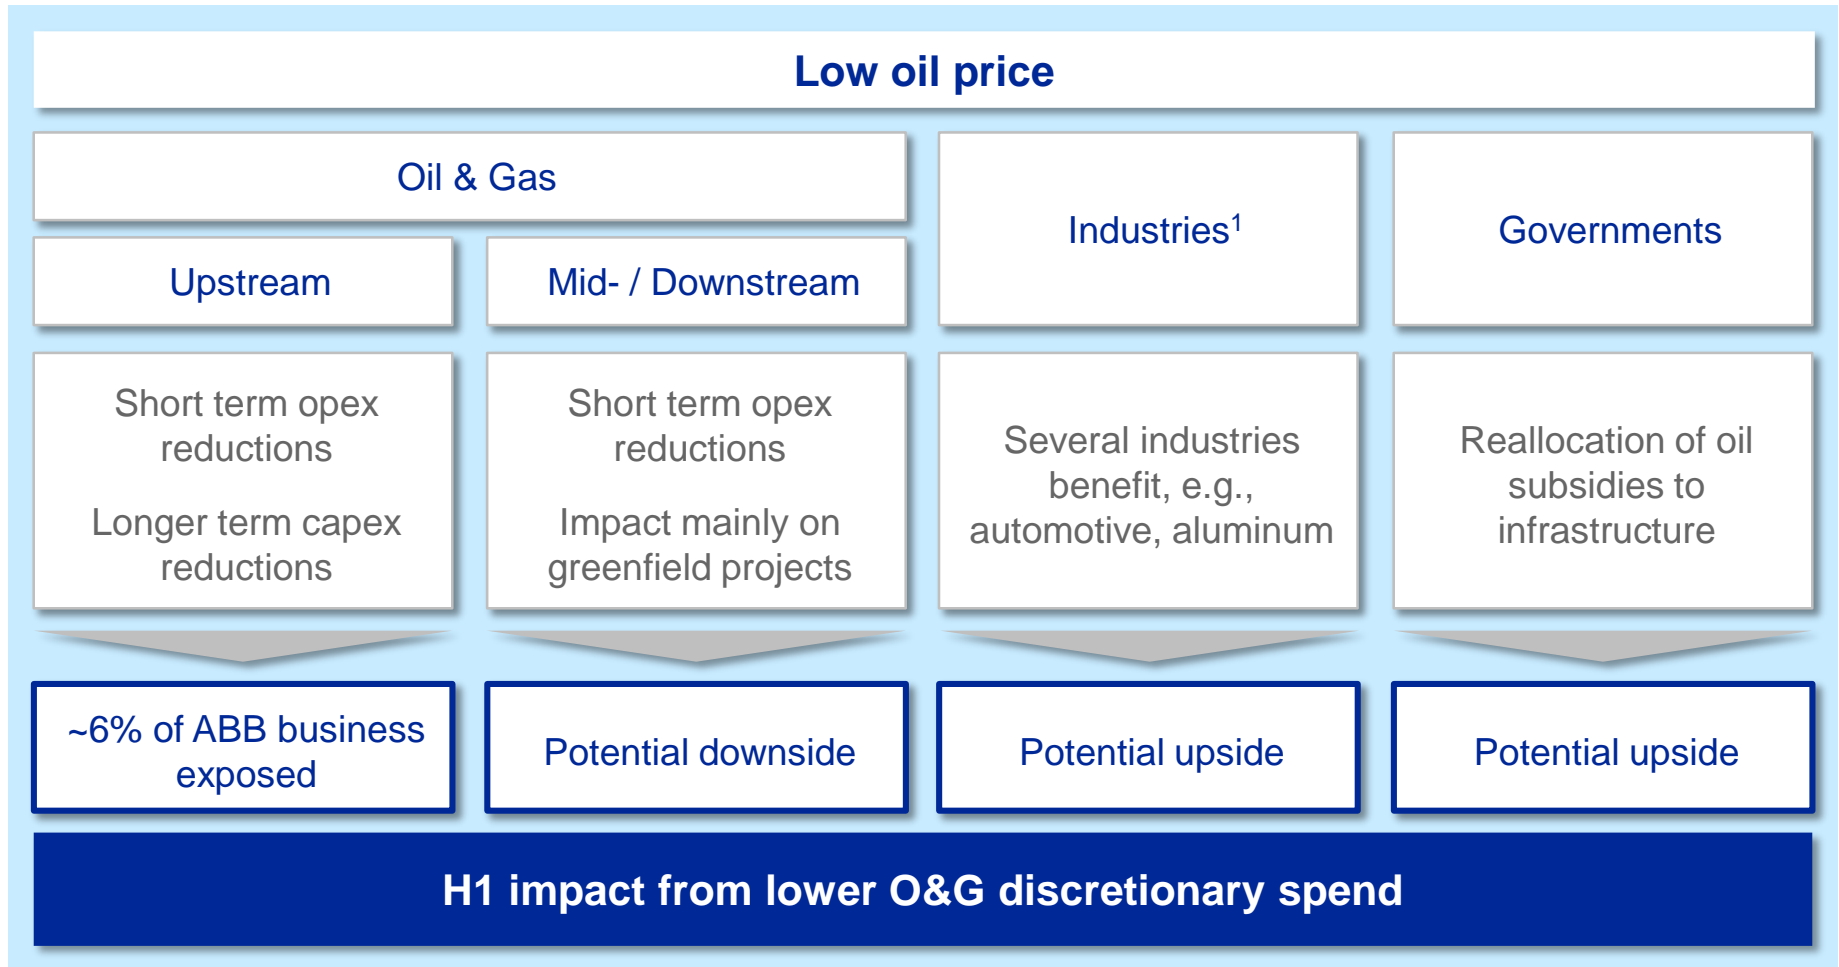 Low oil price
Oil & Gas
Industries¹
Governments
Upstream
Mid- / Downstream
Short term opex
reductions
Longer term capex
reductions
Short term opex
reductions
Impact mainly on
greenfield projects
Several industries
benefit, e.g.,
automotive, aluminum
Reallocation of oil
subsidies to
infrastructure
~6% of ABB business
exposed
Potential downside
Potential upside
Potential upside
H1 impact from lower O&G discretionary spend